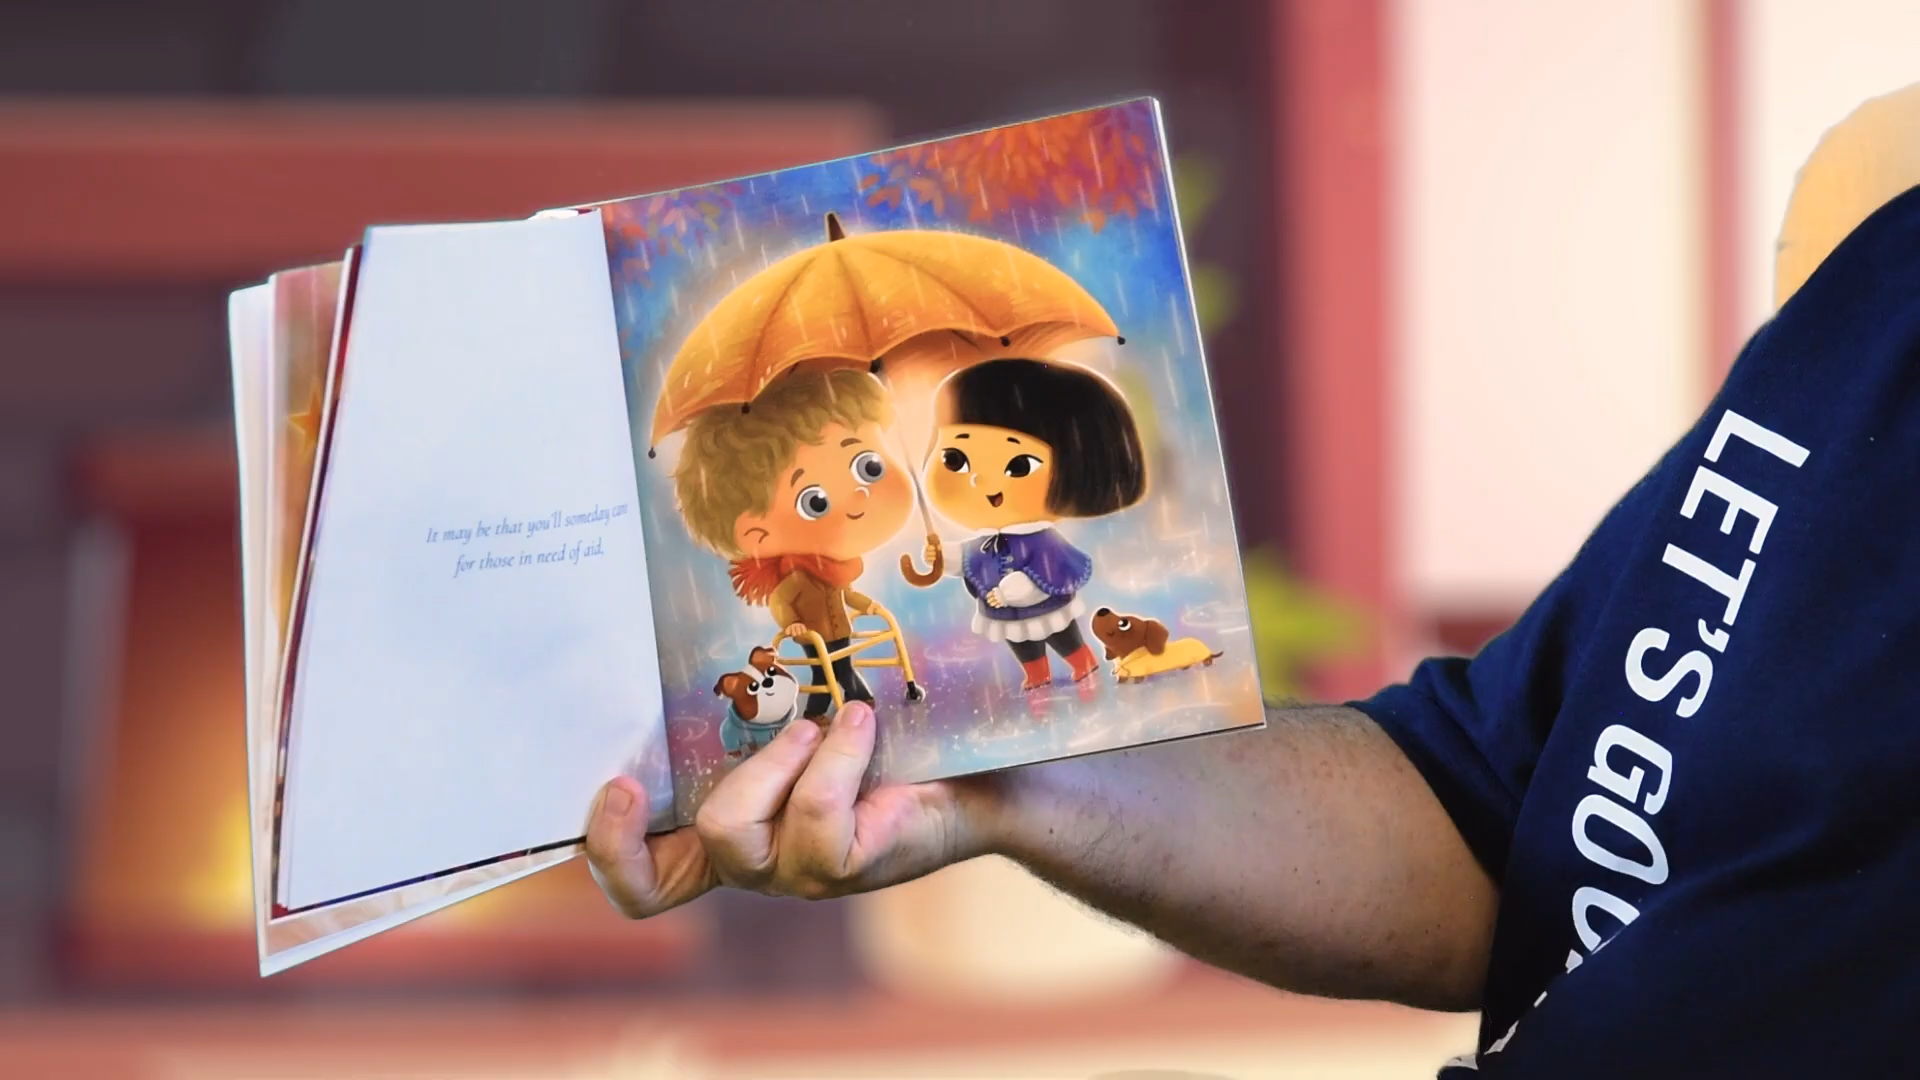 It may be that you'll someday care
for those in need of aid,
LET'S GO